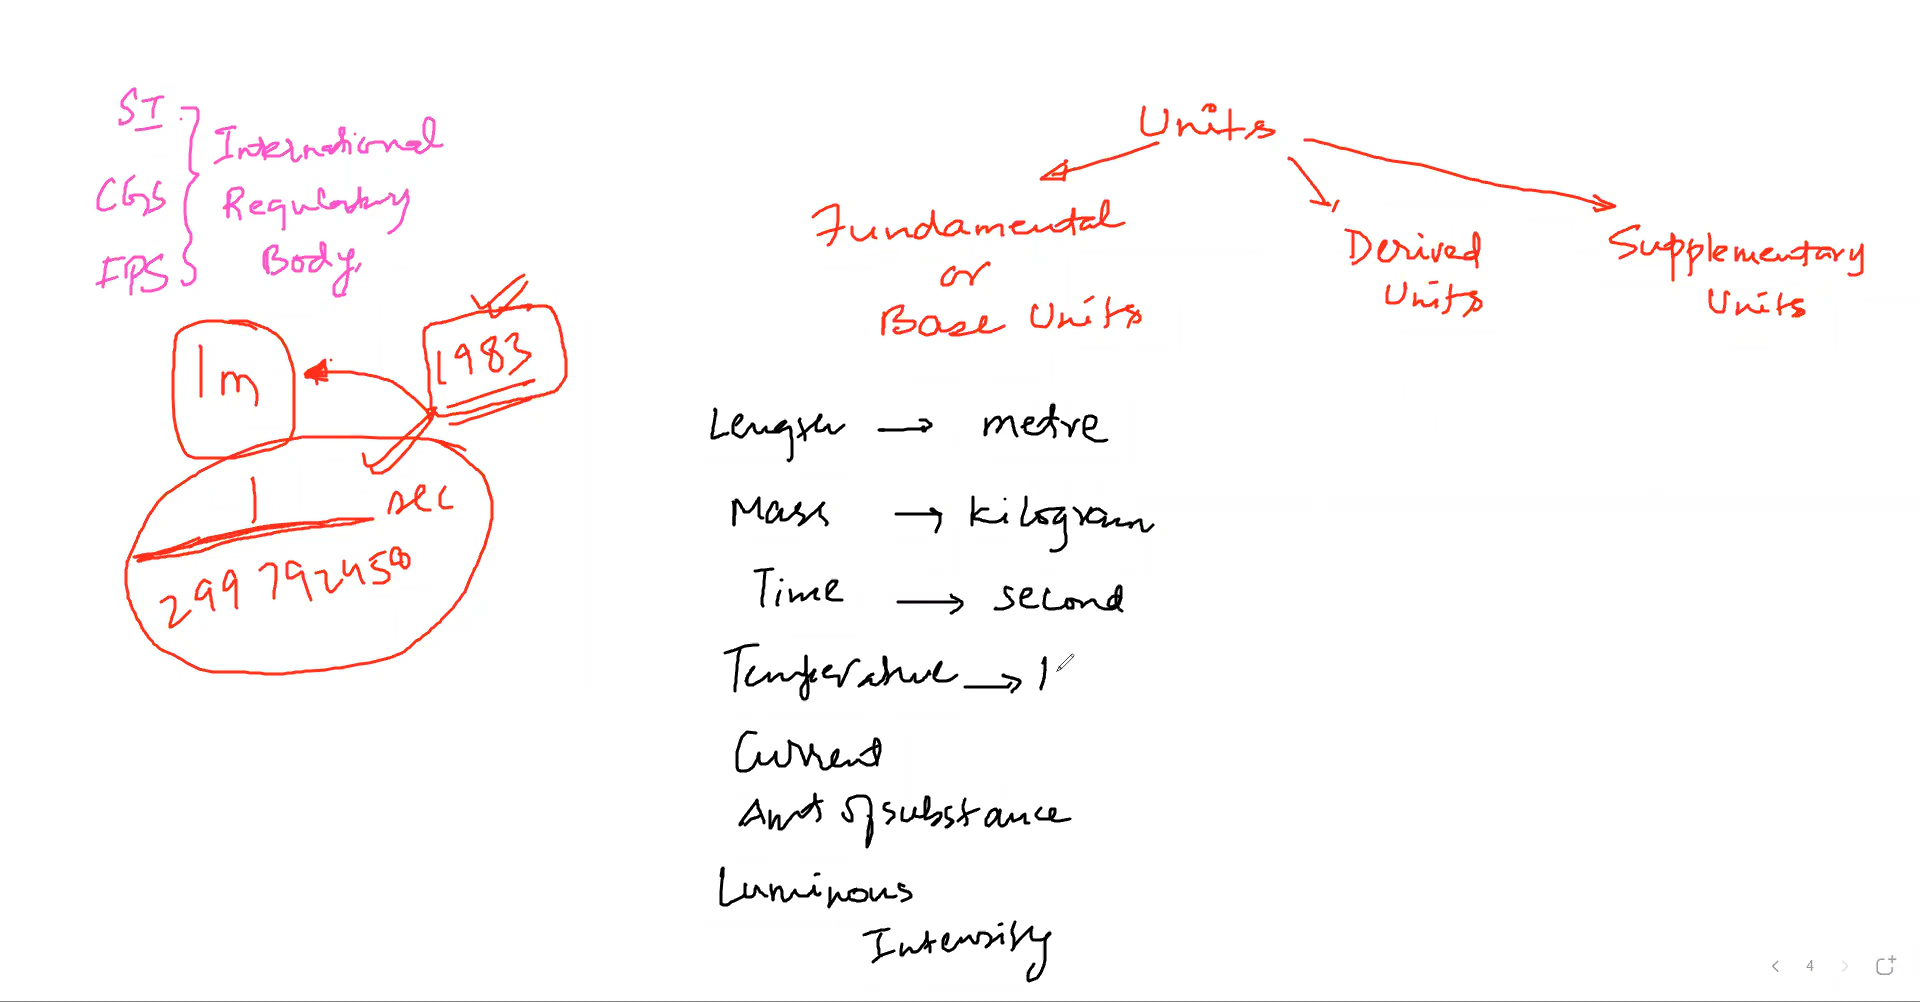 SI
CGS
FPS
International
Regulatory
Body,
1m
1983
1 sec
299792458
Units
Fundamental
or
Base Units
Derived
Units
Supplementary
Units
Length → metre
Mass → kilogram
Time → second
Temperature →
Current
Amt of substance
Luminous
Intensity
4